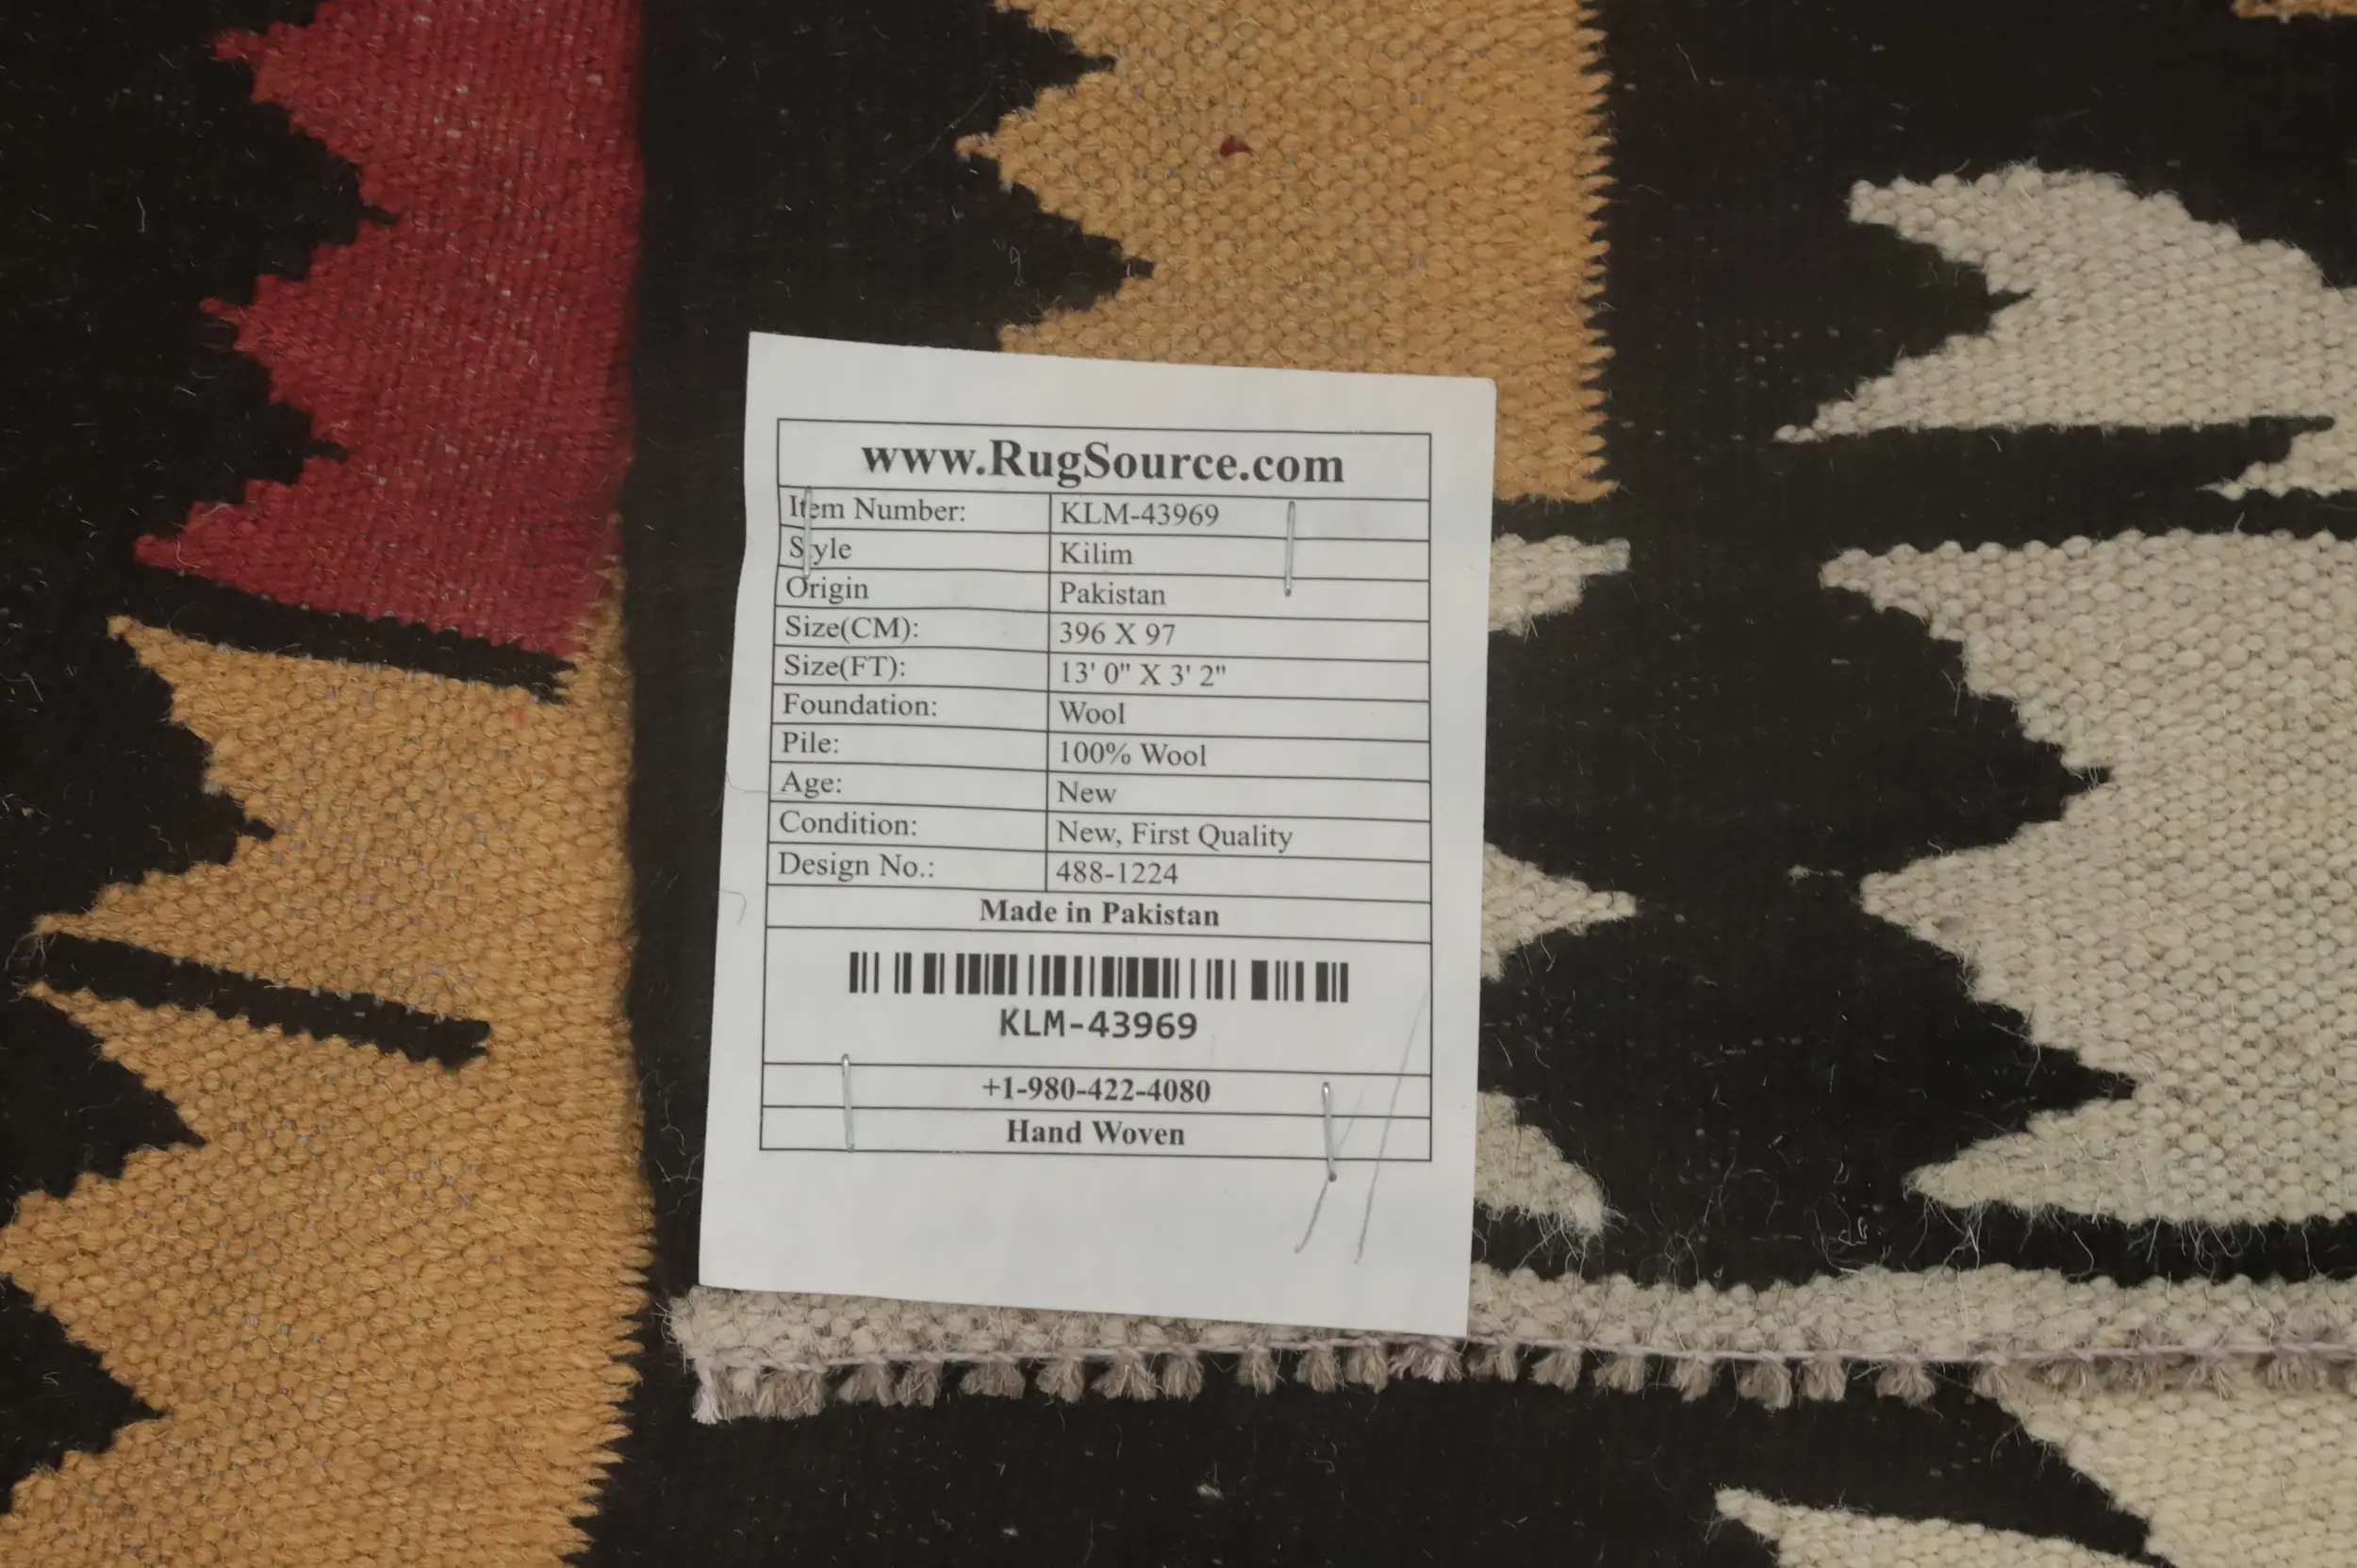 www.RugSource.com
Item Number: KLM-43969
Style Kilim
Origin Pakistan
Size(CM): 396 X 97
Size(FT): 13' 0" X 3' 2"
Foundation: Wool
Pile: 100% Wool
Age: New
Condition: New, First Quality
Design No.: 488-1224
Made in Pakistan
KLM-43969
+1-980-422-4080
Hand Woven